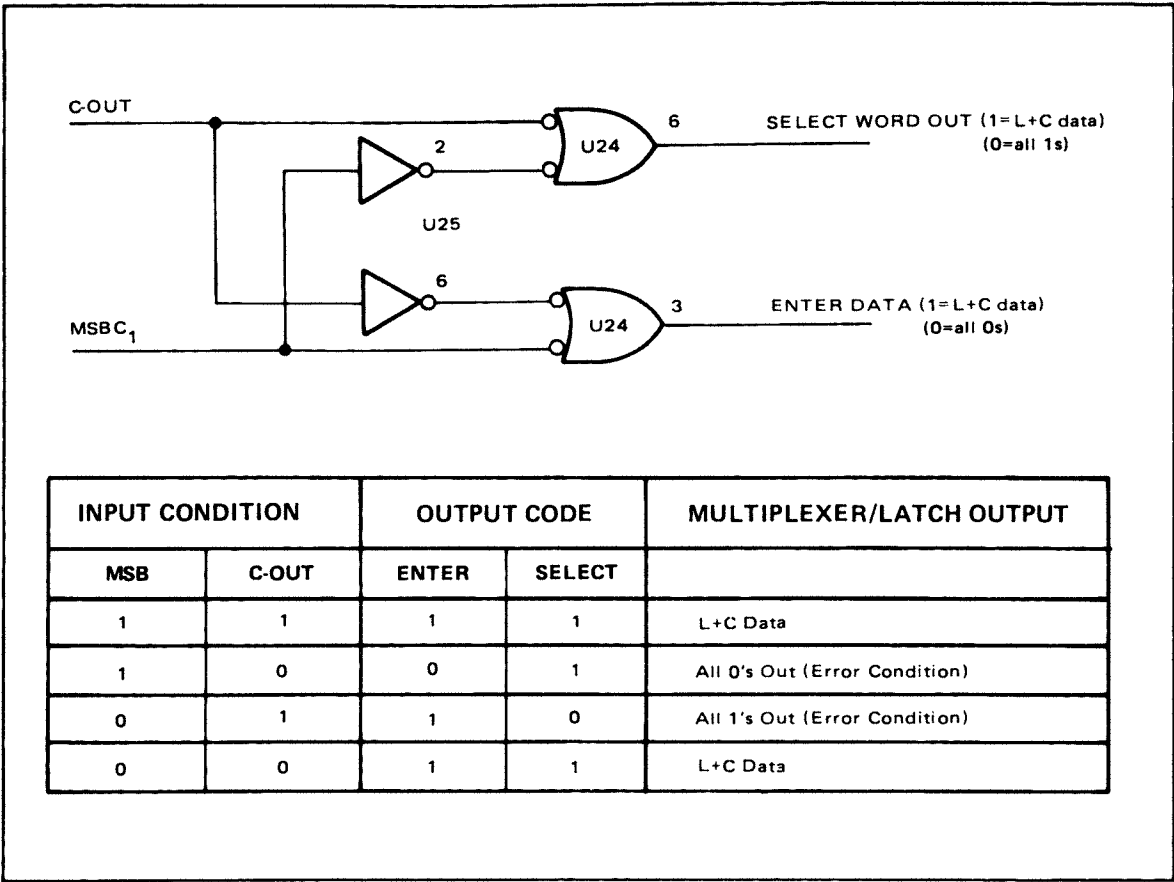 C-OUT
2
U24
6
SELECT WORD OUT (1=L+C data)
(0=all 1s)
U25
6
U24
3
ENTER DATA (1=L+C data)
(0=all 0s)
MSBC1
INPUT CONDITION OUTPUT CODE MULTIPLEXER/LATCH OUTPUT
MSB C-OUT ENTER SELECT
1 1 1 1 L+C Data
1 0 0 1 All 0's Out (Error Condition)
0 1 1 0 All 1's Out (Error Condition)
0 0 1 1 L+C Data